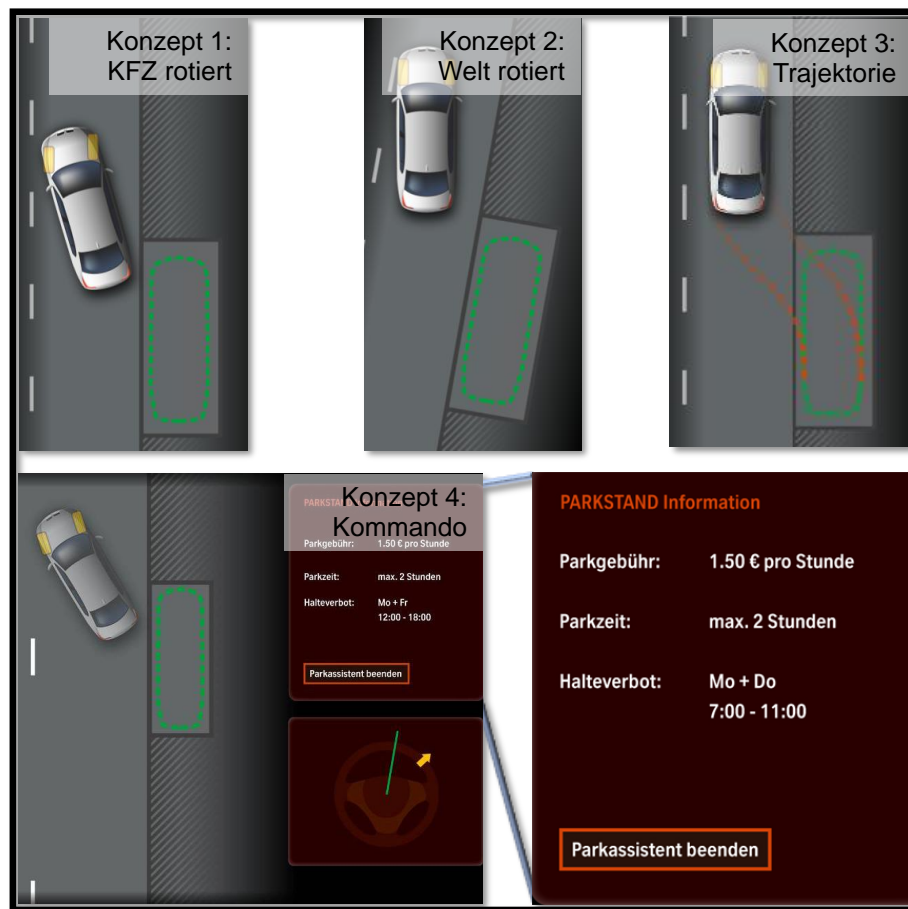 Konzept 1:
KFZ rotiert
Konzept 2:
Welt rotiert
Konzept 3:
Trajektorie
Konzept 4:
Kommando
Parkgebühr: 1.50 € pro Stunde
Parkzeit: max. 2 Stunden
Halteverbot: Mo + Fr
12:00 - 18:00
Parkassistent beenden
PARKSTAND Information
Parkgebühr: 1.50 € pro Stunde
Parkzeit: max. 2 Stunden
Halteverbot: Mo + Do
7:00 - 11:00
Parkassistent beenden